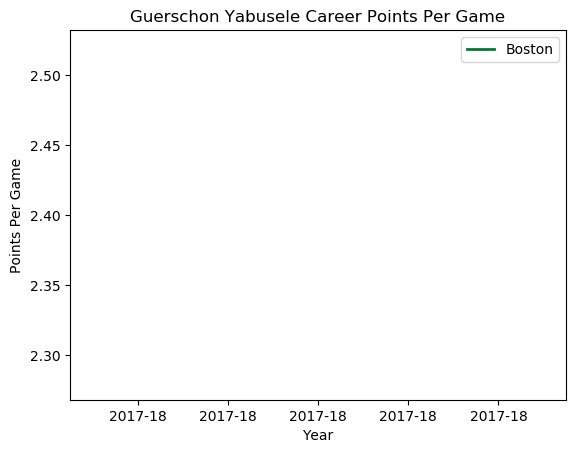 Guerschon Yabusele Career Points Per Game
Boston
Points Per Game
2.50
2.45
2.40
2.35
2.30
2017-18 2017-18 2017-18 2017-18 2017-18
Year